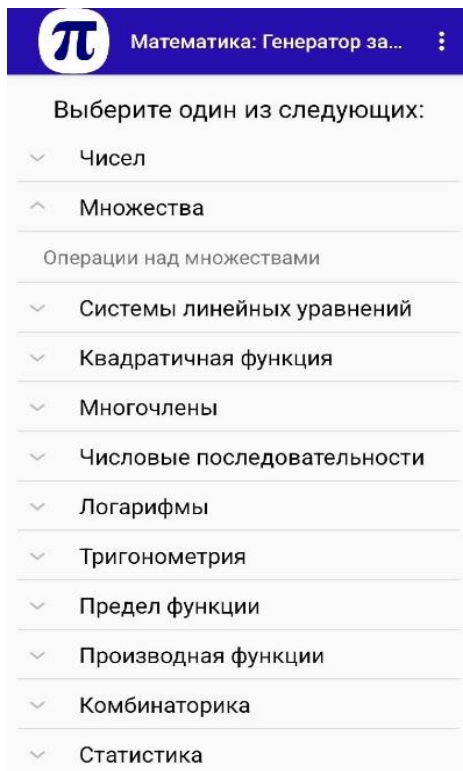 π
Математика: Генератор за...
Выберите один из следующих:
Чисел
Множества
Операции над множествами
Системы линейных уравнений
Квадратичная функция
Многочлены
Числовые последовательности
Логарифмы
Тригонометрия
Предел функции
Производная функции
Комбинаторика
Статистика